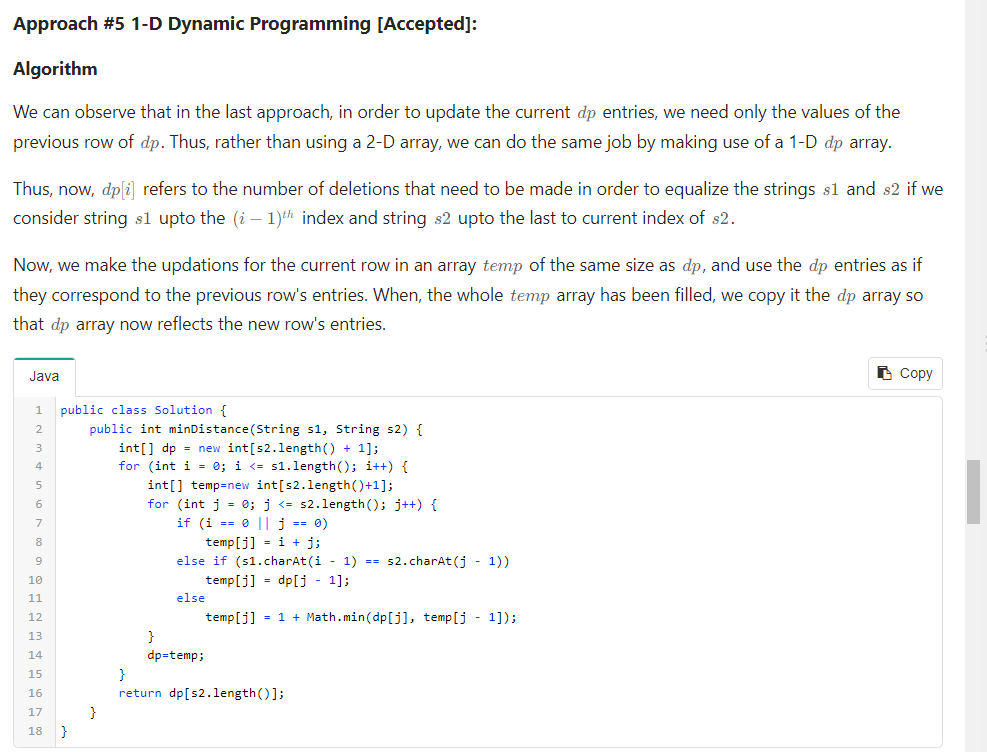 Approach #5 1-D Dynamic Programming [Accepted]:
Algorithm
We can observe that in the last approach, in order to update the current dp entries, we need only the values of the
previous row of dp. Thus, rather than using a 2-D array, we can do the same job by making use of a 1-D dp array.
Thus, now, dp[i] refers to the number of deletions that need to be made in order to equalize the strings s1 and s2 if we
consider string s1 upto the (i − 1)th index and string s2 upto the last to current index of s2.
Now, we make the updations for the current row in an array temp of the same size as dp, and use the dp entries as if
they correspond to the previous row's entries. When, the whole temp array has been filled, we copy it the dp array so
that dp array now reflects the new row's entries.
Java
Copy
1 public class Solution {
2     public int minDistance(String s1, String s2) {
3         int[] dp = new int[s2.length() + 1];
4         for (int i = 0; i <= s1.length(); i++) {
5             int[] temp=new int[s2.length()+1];
6             for (int j = 0; j <= s2.length(); j++) {
7                 if (i == 0 || j == 0)
8                     temp[j] = i + j;
9                 else if (s1.charAt(i - 1) == s2.charAt(j - 1))
10                     temp[j] = dp[j - 1];
11                 else
12                     temp[j] = 1 + Math.min(dp[j], temp[j - 1]);
13             }
14             dp=temp;
15         }
16         return dp[s2.length()];
17     }
18 }